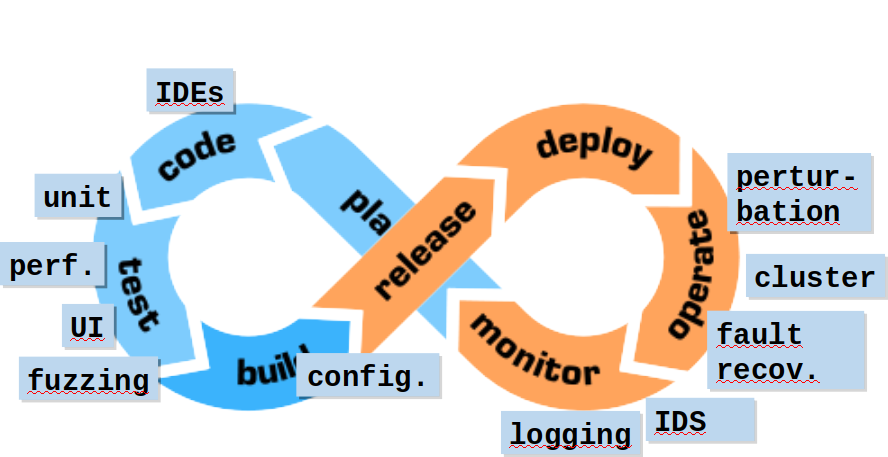 IDEs
code
deploy
unit
pla
pertur-
bation
release
operate
perf.
test
cluster
UI
monitor
fault
recov.
fuzzing
build
config.
logging
IDS